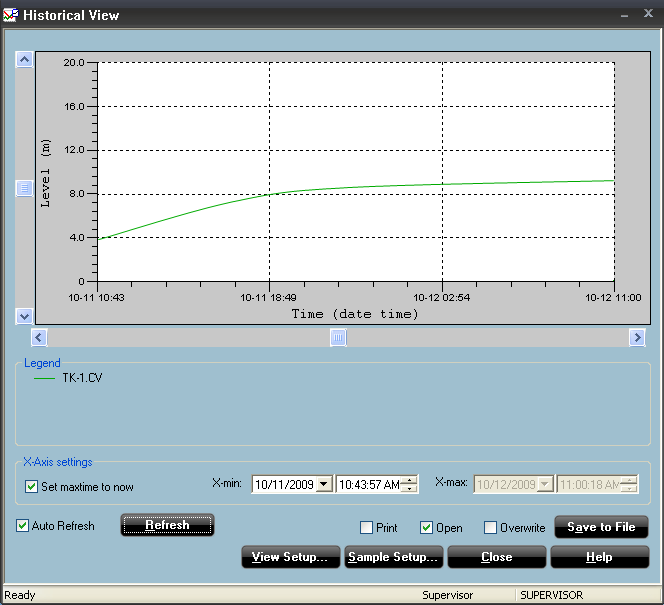 Historical View
20.0
16.0
12.0
8.0
4.0
0
Level (m)
10-11 10:43 10-11 18:49 10-12 02:54 10-12 11:00
Time (date time)
Legend
TK-1.CV
X-Axis settings
Set maxtime to now X-min: 10/11/2009 10:43:57 AM X-max: 10/12/2009 11:00:18 AM
Auto Refresh Refresh Print Open Overwrite Save to File
View Setup... Sample Setup... Close Help
Ready Supervisor SUPERVISOR